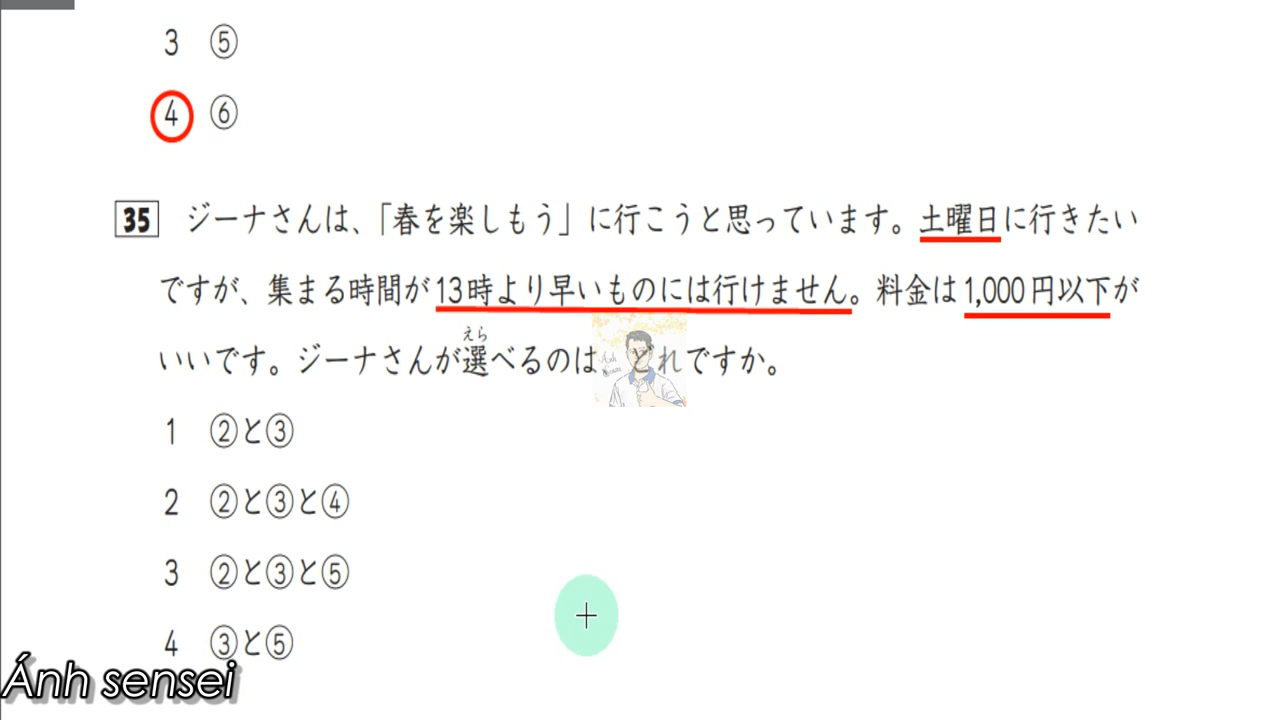 3 ⑤
4 ⑥
35 ジーナさんは、「春を楽しもう」に行こうと思っています。土曜日に行きたい
ですが、集まる時間が13時より早いものには行けません。料金は1,000円以下が
いいです。ジーナさんが選べるのは れですか。
えら
1 ②と③
2 ②と③と④
3 ②と③と⑤
4 ③と⑤
Ánh sensei